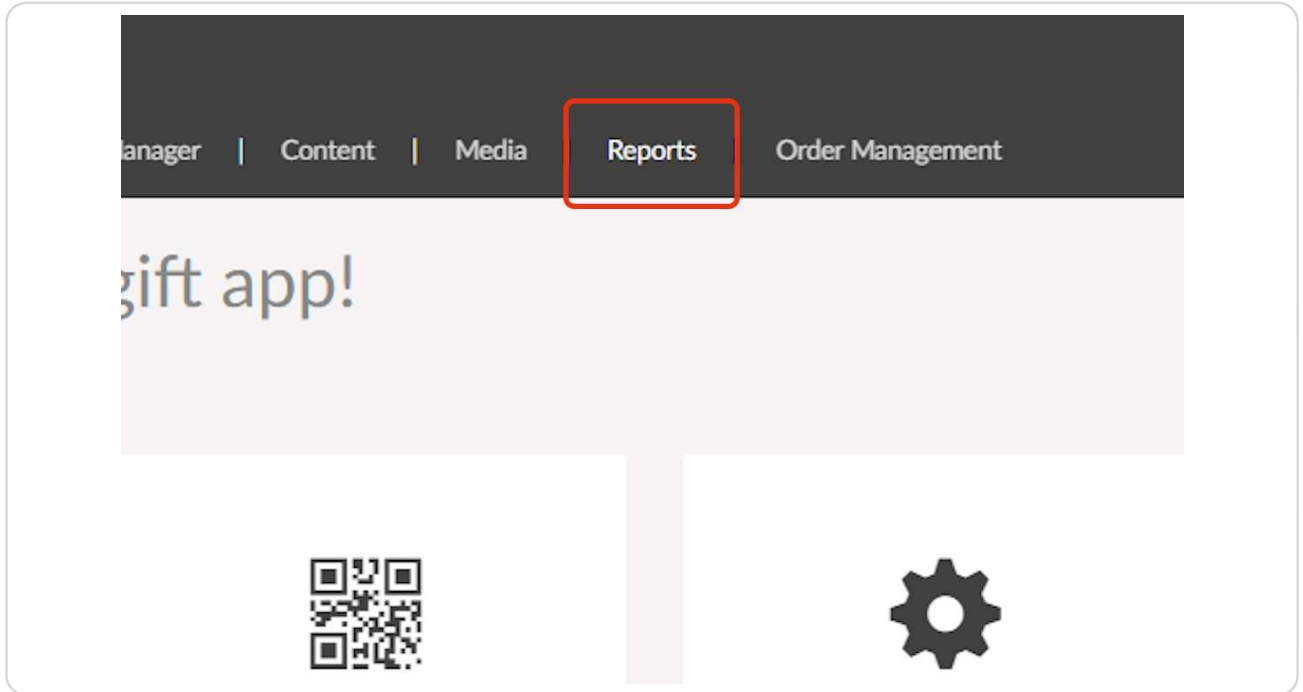 anager | Content | Media | Reports | Order Management
gift app!